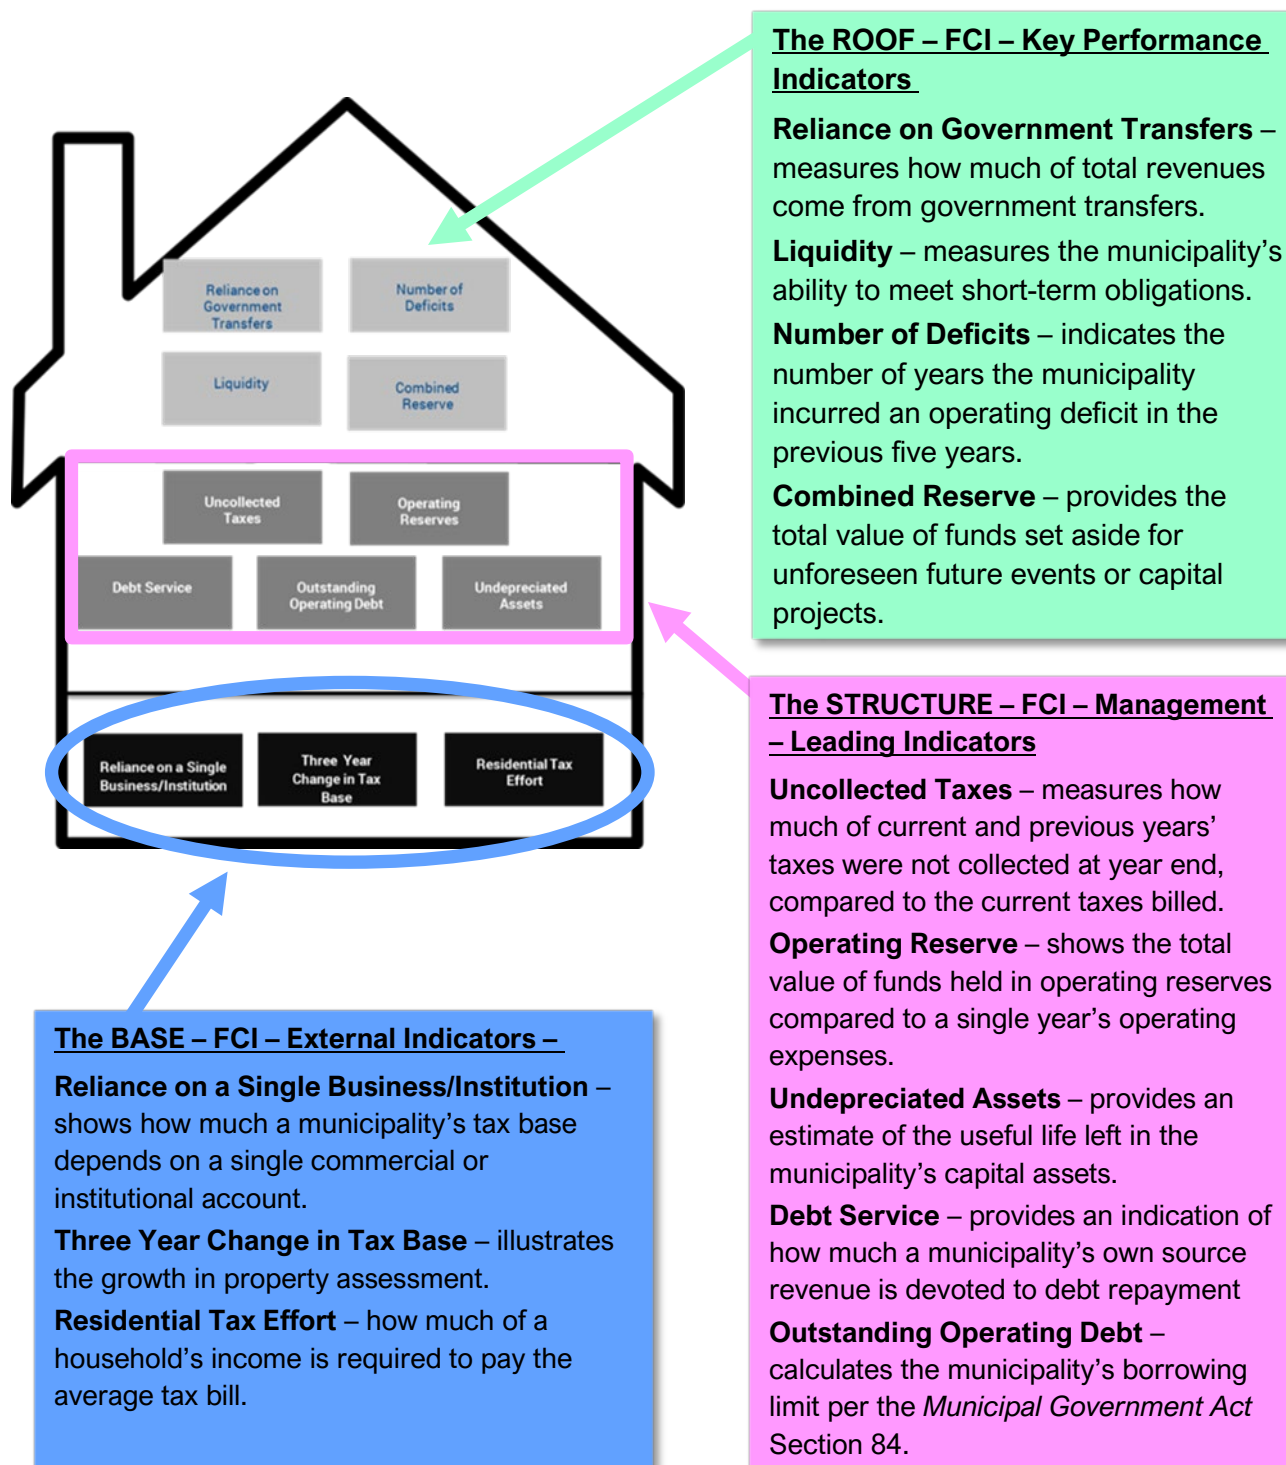 The ROOF – FCI – Key Performance
Indicators
Reliance on Government Transfers –
measures how much of total revenues
come from government transfers.
Liquidity – measures the municipality’s
ability to meet short-term obligations.
Number of Deficits – indicates the
number of years the municipality
incurred an operating deficit in the
previous five years.
Combined Reserve – provides the
total value of funds set aside for
unforeseen future events or capital
projects.
Reliance on
Government
Transfers
Number of
Deficits
Liquidity
Combined
Reserve
Uncollected
Taxes
Operating
Reserves
Debt Service
Outstanding
Operating Debt
Undepreciated
Assets
Reliance on a Single
Business/Institution
Three Year
Change in Tax
Base
Residential Tax
Effort
The STRUCTURE – FCI – Management
– Leading Indicators
Uncollected Taxes – measures how
much of current and previous years’
taxes were not collected at year end,
compared to the current taxes billed.
Operating Reserve – shows the total
value of funds held in operating reserves
compared to a single year’s operating
expenses.
Undepreciated Assets – provides an
estimate of the useful life left in the
municipality’s capital assets.
Debt Service – provides an indication of
how much a municipality’s own source
revenue is devoted to debt repayment
Outstanding Operating Debt –
calculates the municipality’s borrowing
limit per the Municipal Government Act
Section 84.
The BASE – FCI – External Indicators –
Reliance on a Single Business/Institution –
shows how much a municipality’s tax base
depends on a single commercial or
institutional account.
Three Year Change in Tax Base – illustrates
the growth in property assessment.
Residential Tax Effort – how much of a
household’s income is required to pay the
average tax bill.